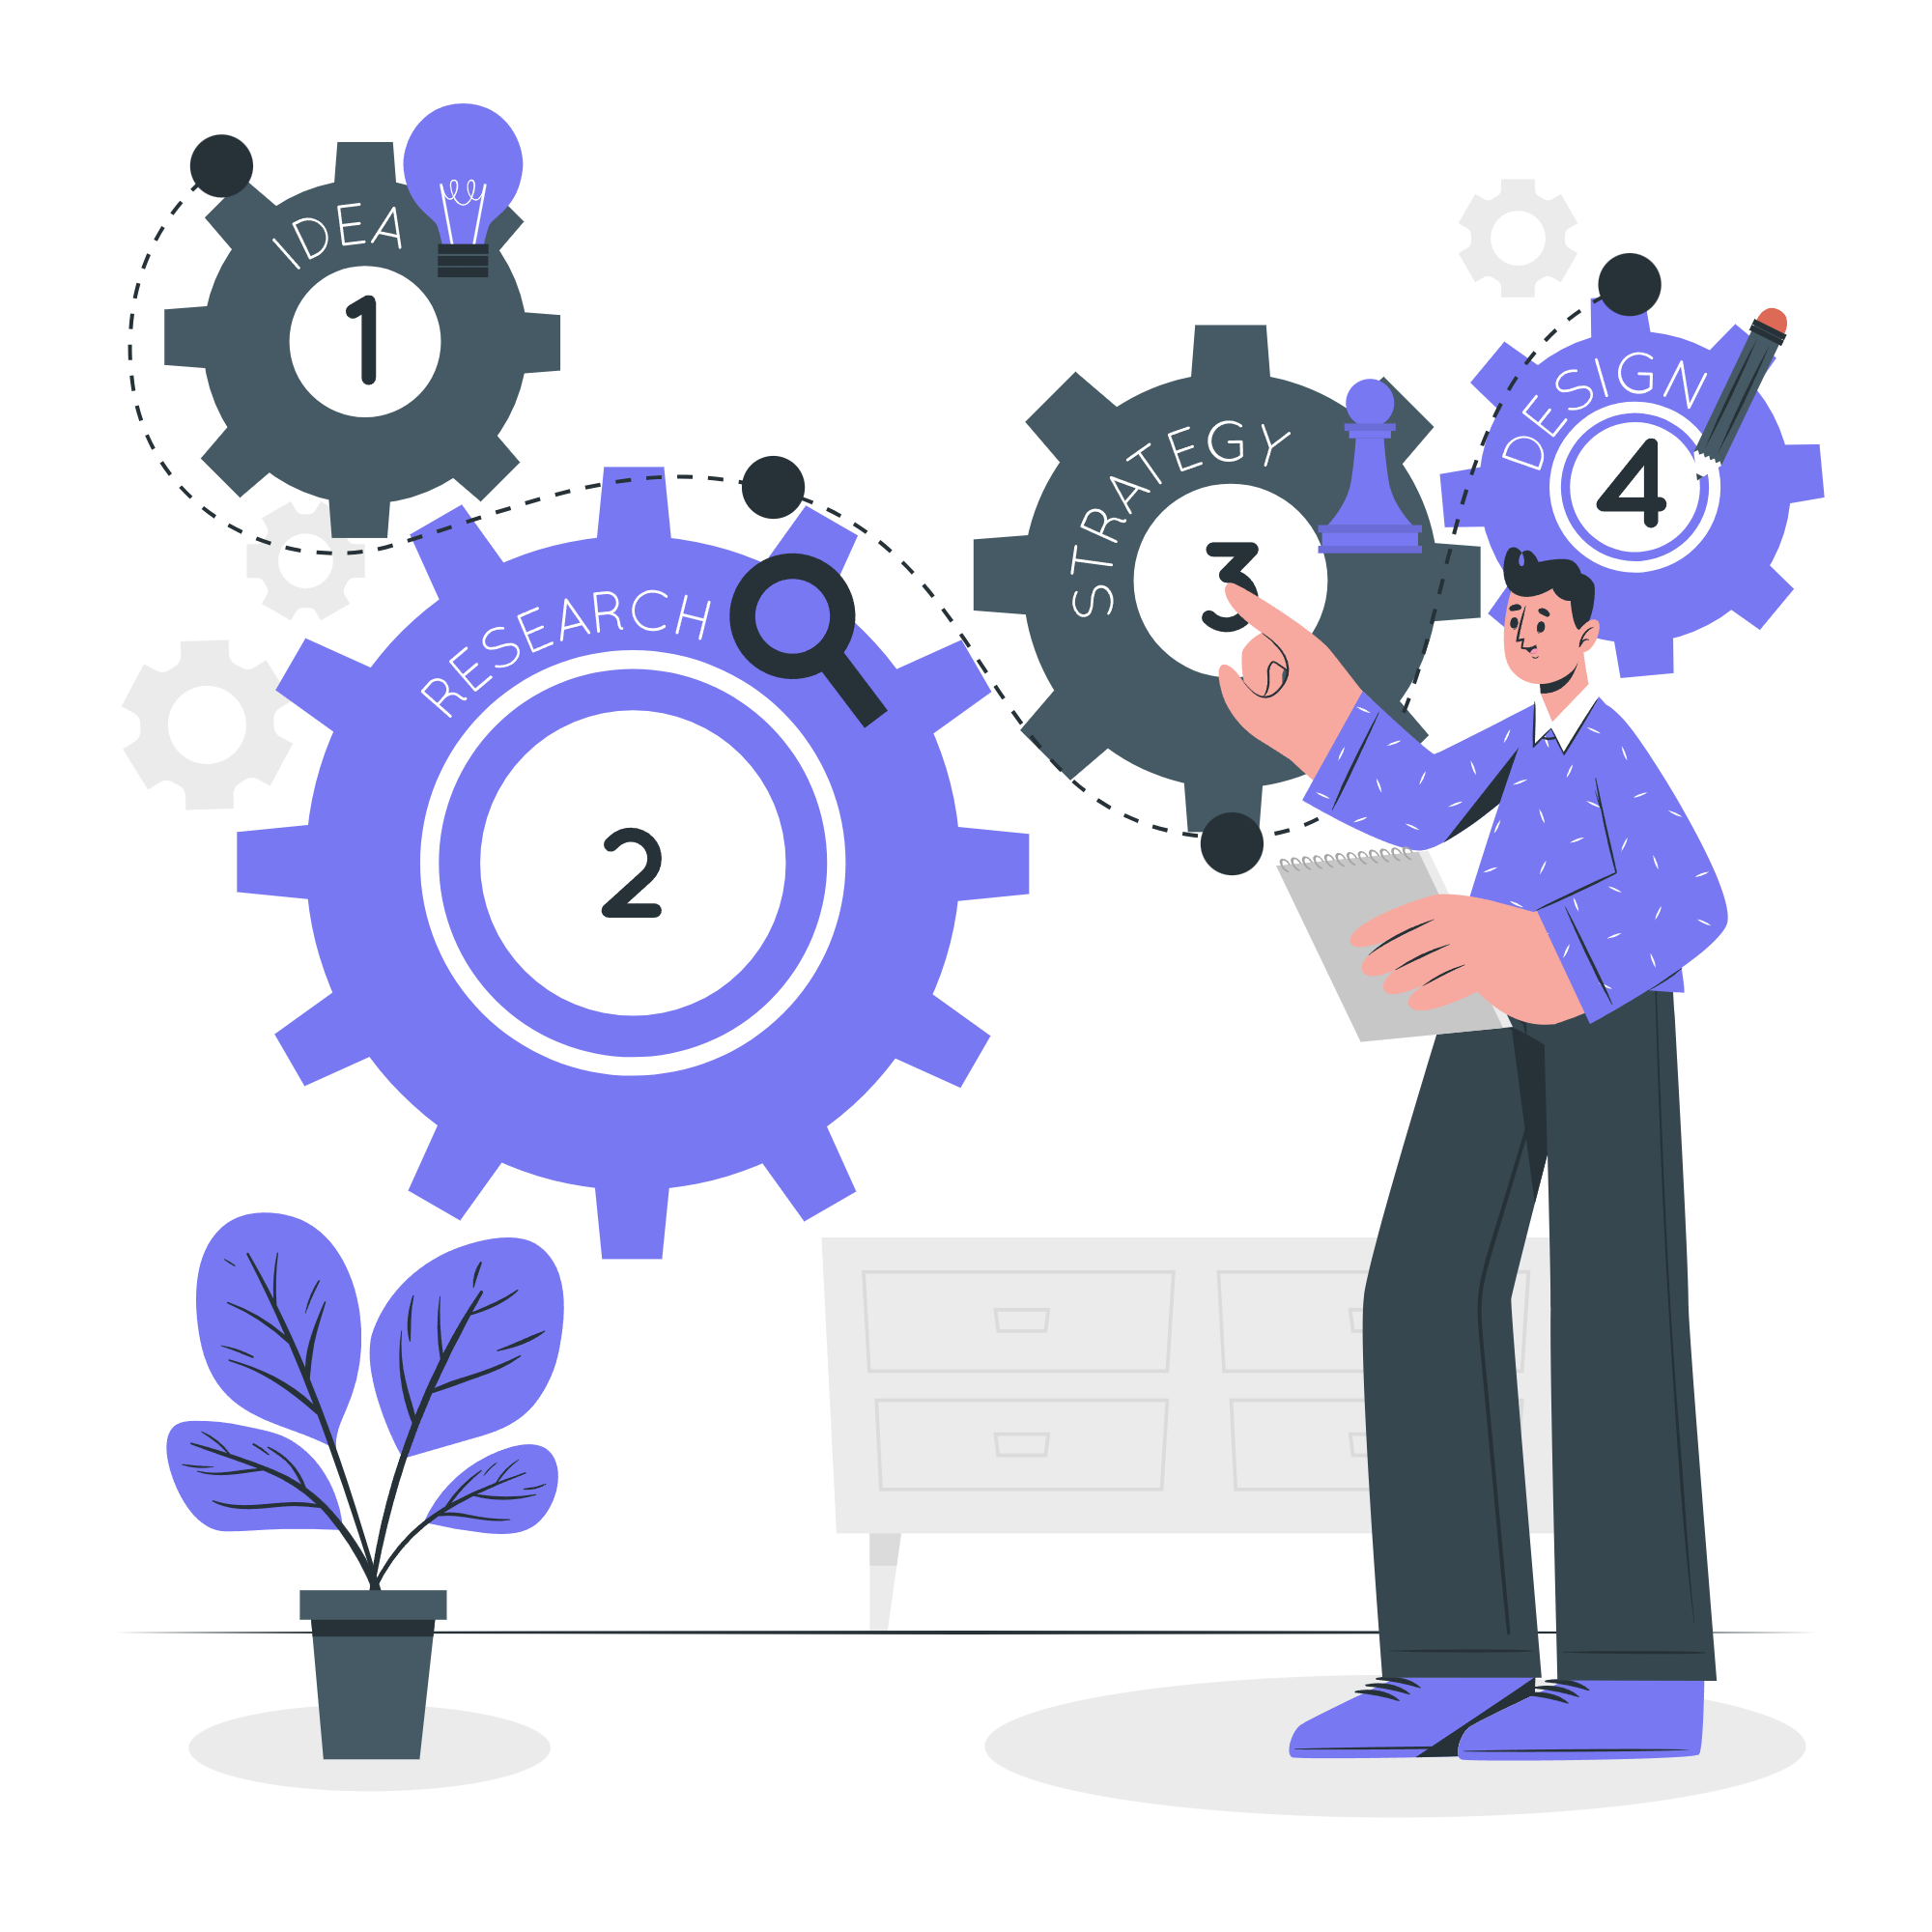 IDEA
1
RESEARCH
2
STRATEGY
3
DESIGN
4